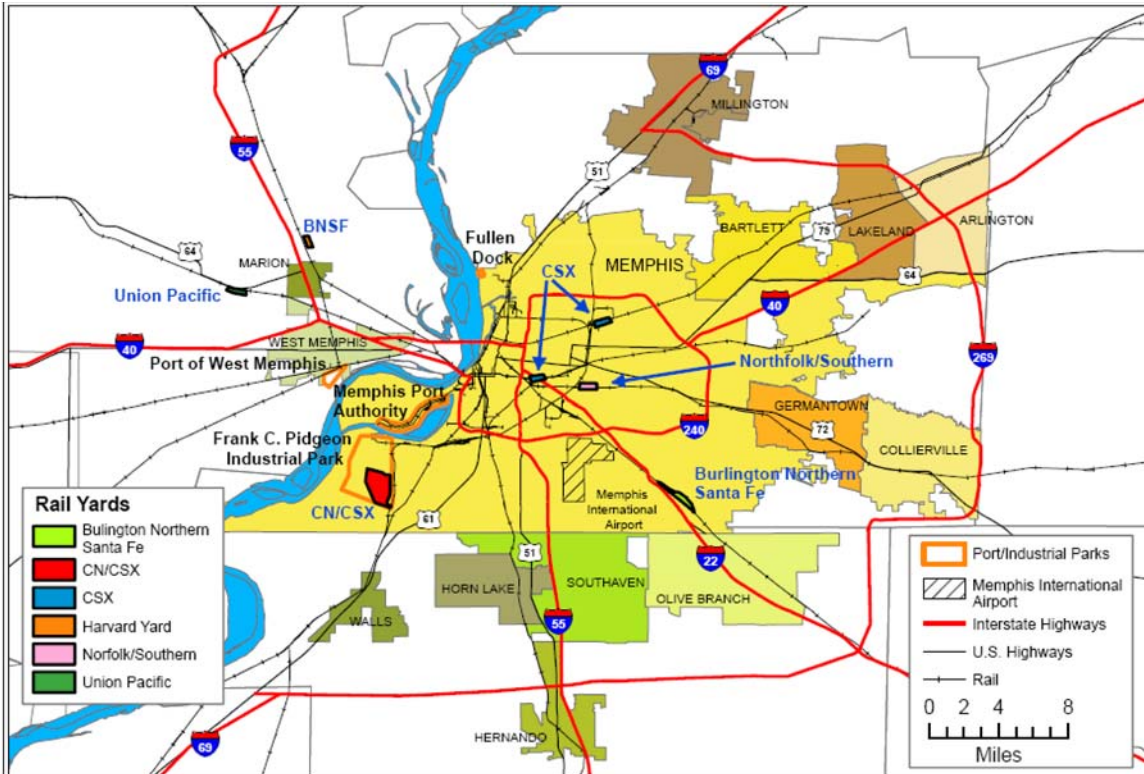 69
MILLINGTON
55
51
BARTLETT
79
LAKELAND
ARLINGTON
BNSF
Fullen
Dock
MEMPHIS
64
MARION
CSX
64
Union Pacific
40
40
WEST MEMPHIS
269
Port of West Memphis
Northfolk/Southern
Memphis Port
Authority
GERMANTOWN
240
72
Frank C. Pidgeon
Industrial Park
COLLIERVILLE
Burlington Northern
Santa Fe
CN/CSX
61
Memphis
International
Airport
51
22
HORN LAKE
SOUTHAVEN
OLIVE BRANCH
WALLS
55
HERNANDO
69
Rail Yards
Bulington Northern
Santa Fe
CN/CSX
CSX
Harvard Yard
Norfolk/Southern
Union Pacific
Port/Industrial Parks
Memphis International
Airport
Interstate Highways
U.S. Highways
Rail
0 2 4 8
Miles